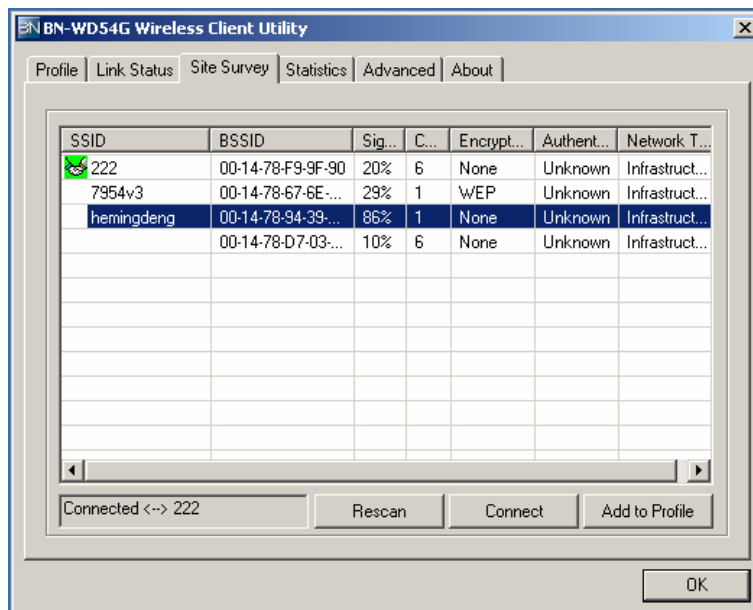 BN BN-WD54G Wireless Client Utility
Profile Link Status Site Survey Statistics Advanced About
SSID BSSID Sig... C... Encrypt... Authent... Network T...
222 00-14-78-F9-9F-90 20% 6 None Unknown Infrastruct...
7954v3 00-14-78-67-6E-... 29% 1 WEP Unknown Infrastruct...
hemingdeng 00-14-78-94-39-... 86% 1 None Unknown Infrastruct...
00-14-78-D7-03-... 10% 6 None Unknown Infrastruct...
Connected <--> 222 Rescan Connect Add to Profile
OK